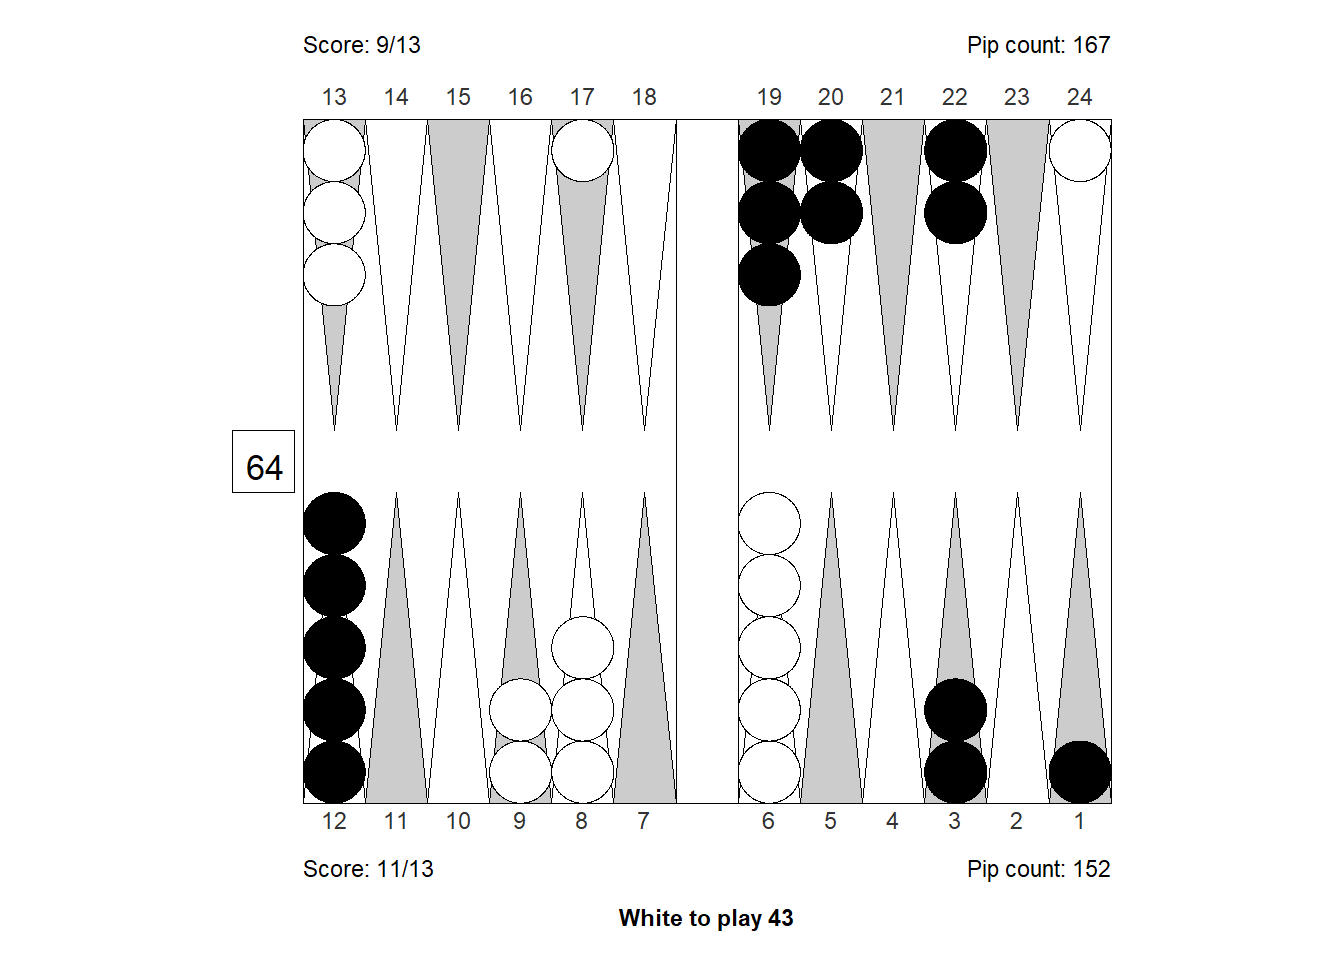 Score: 9/13 Pip count: 167
13 14 15 16 17 18 19 20 21 22 23 24
64
12 11 10 9 8 7 6 5 4 3 2 1
Score: 11/13 Pip count: 152
White to play 43